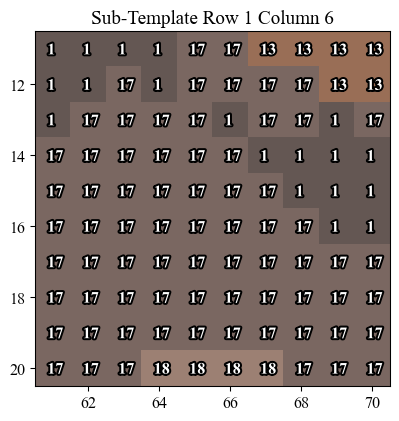 Sub-Template Row 1 Column 6
1 1 1 1 17 17 13 13 13 13
12 1 1 17 1 17 17 17 17 13 13
1 17 17 17 17 1 17 17 1 17
14 17 17 17 17 17 17 1 1 1 1
17 17 17 17 17 17 17 1 1 1
16 17 17 17 17 17 17 17 17 1 1
17 17 17 17 17 17 17 17 17 17
18 17 17 17 17 17 17 17 17 17 17
17 17 17 17 17 17 17 17 17 17
20 17 17 17 18 18 18 18 17 17 17
62 64 66 68 70